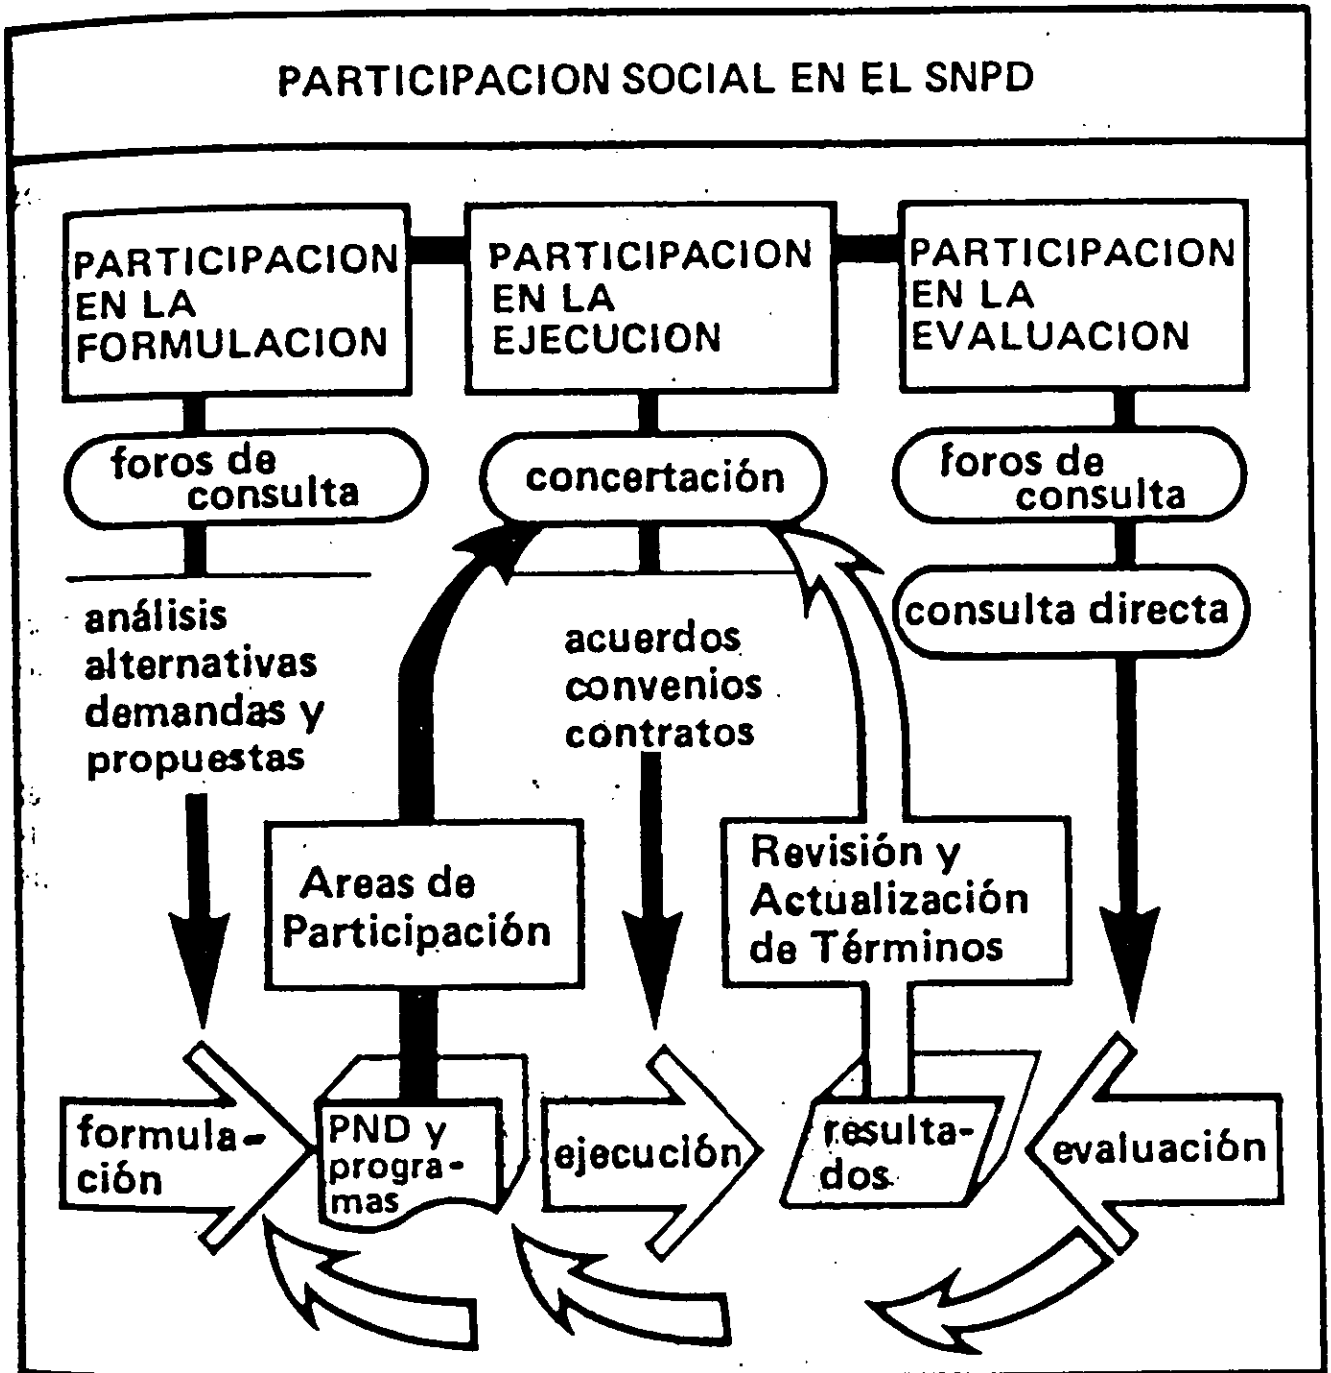 PARTICIPACION SOCIAL EN EL SNPD
PARTICIPACION
EN LA
FORMULACION
PARTICIPACION
EN LA
EJECUCION
PARTICIPACION
EN LA
EVALUACION
foros de
consulta
concertación
foros de
consulta
consulta directa
análisis
alternativas
demandas y
propuestas
acuerdos
convenios
contratos
Areas de
Participación
Revisión y
Actualización
de Términos
formula-
ción
PND y
progra-
mas
ejecución
resulta-
dos
evaluación